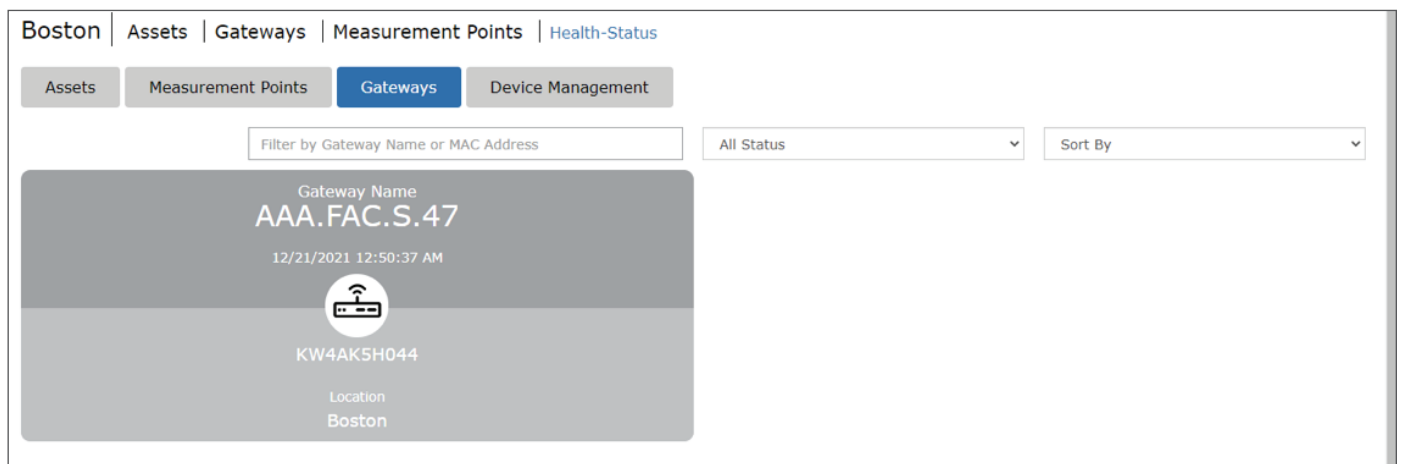 Boston | Assets | Gateways | Measurement Points | Health-Status
Assets Measurement Points Gateways Device Management
Filter by Gateway Name or MAC Address All Status Sort By
Gateway Name
AAA.FAC.S.47
12/21/2021 12:50:37 AM
KW4AK5H044
Location
Boston